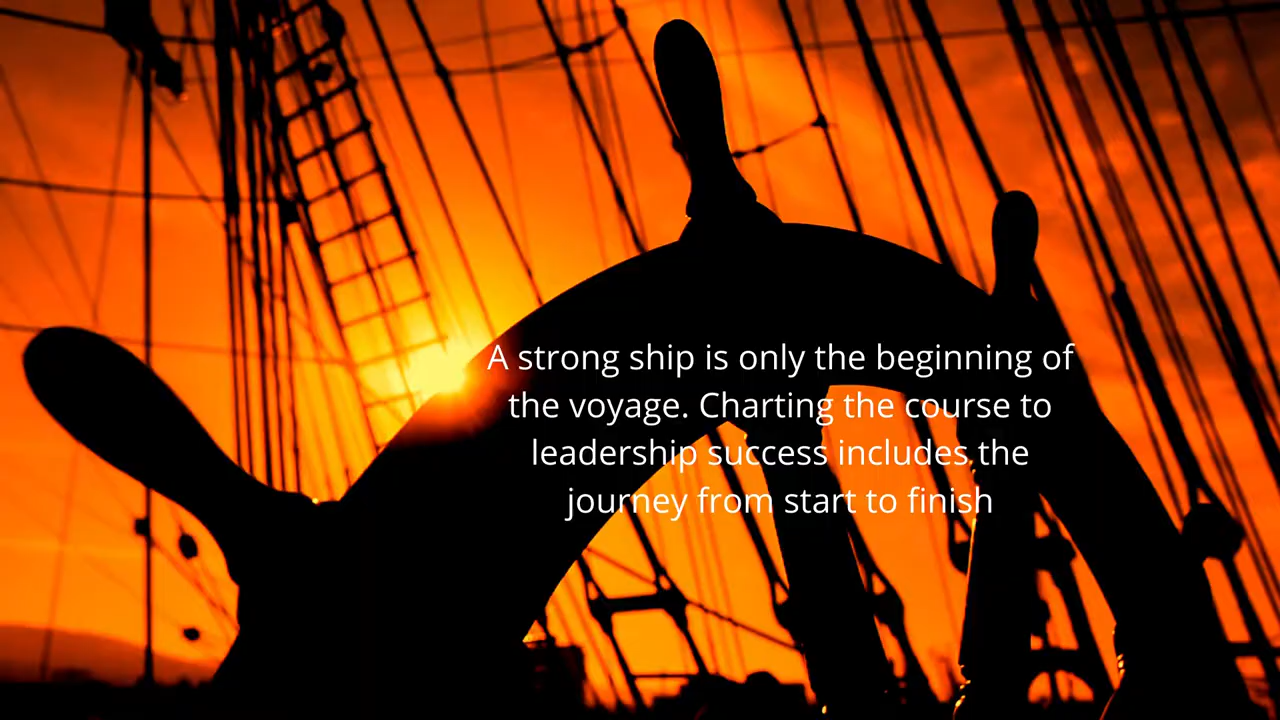 A strong ship is only the beginning of
the voyage. Charting the course to
leadership success includes the
journey from start to finish